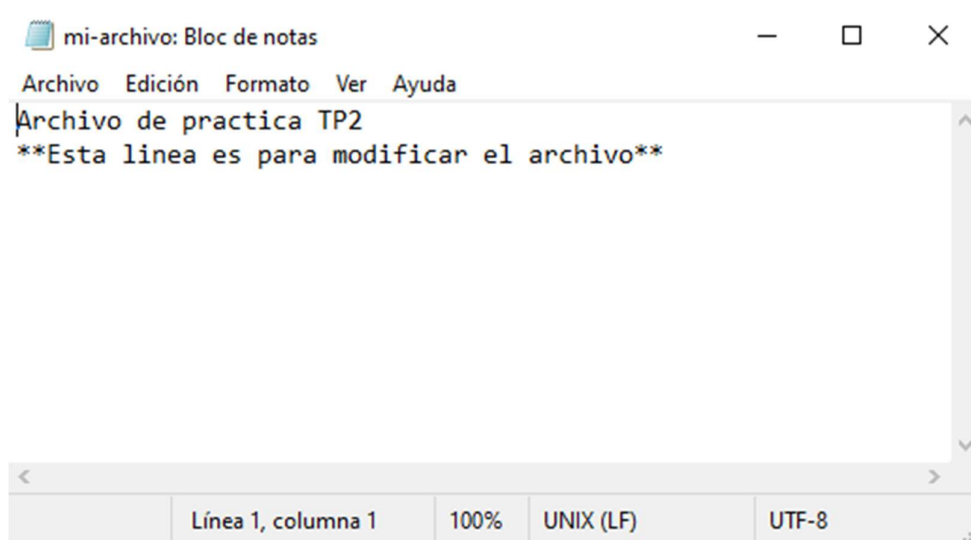 mi-archivo: Bloc de notas
Archivo Edición Formato Ver Ayuda
Archivo de practica TP2
**Esta linea es para modificar el archivo**
Línea 1, columna 1 100% UNIX (LF) UTF-8